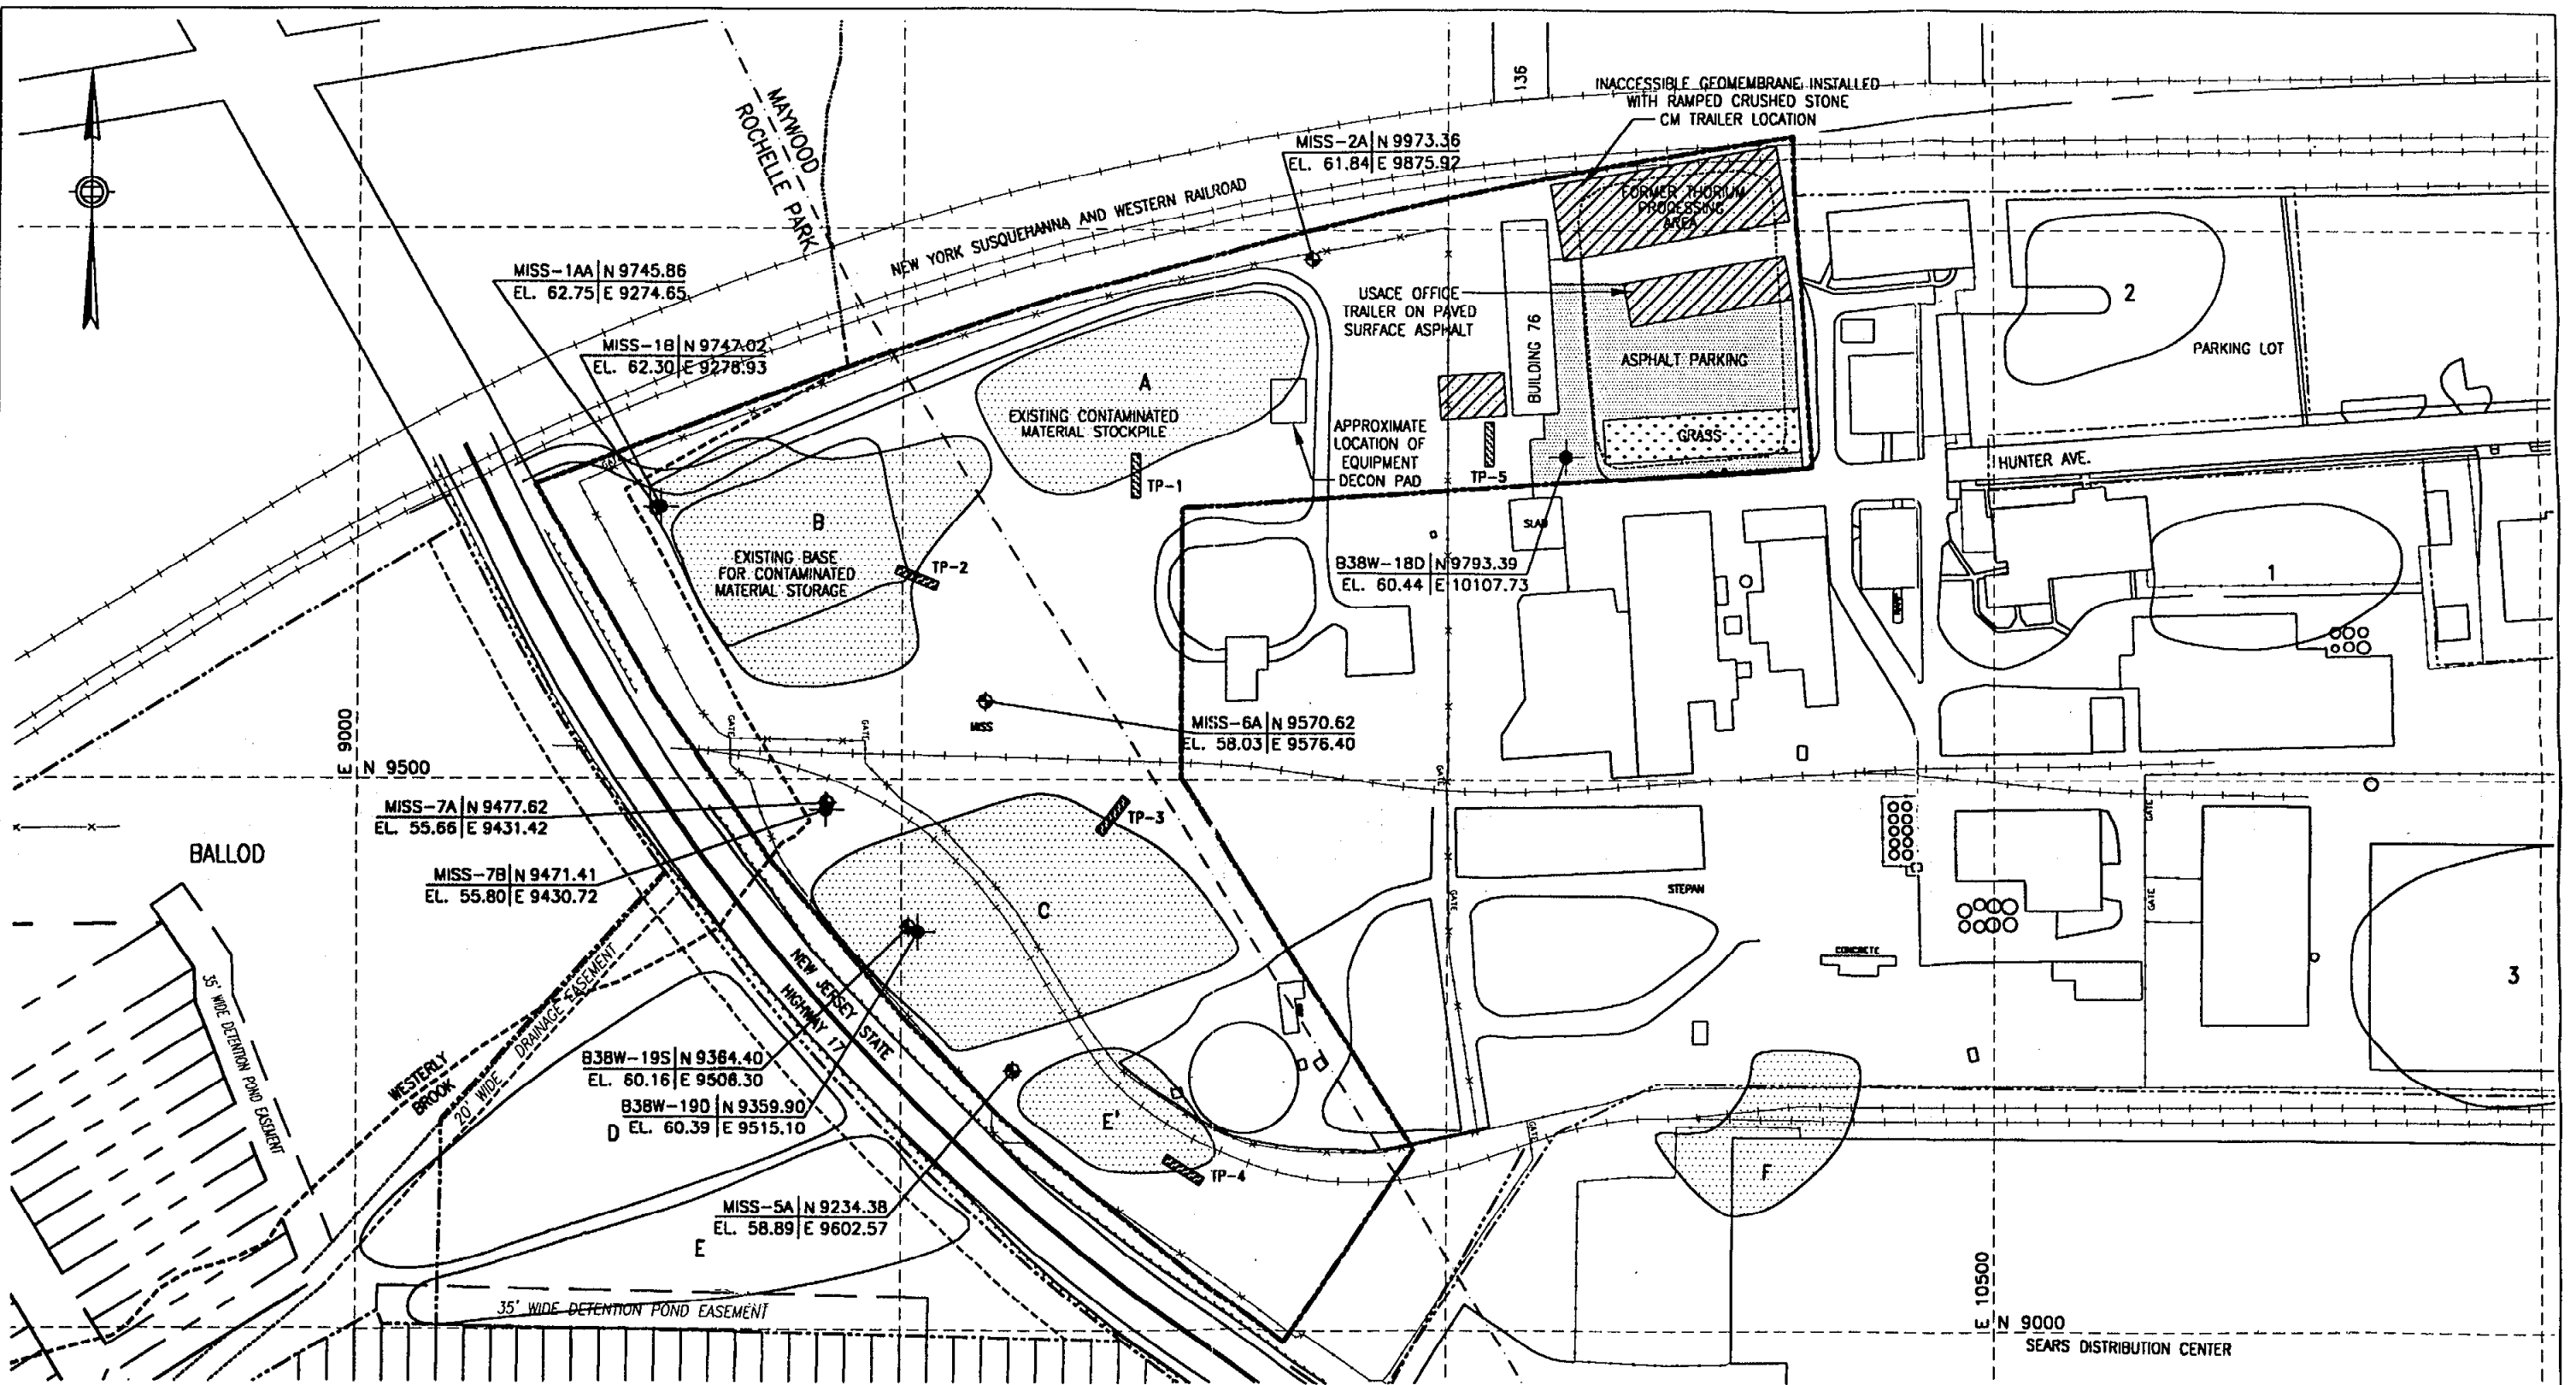 136
INACCESSIBLE GEOMEMBRANE INSTALLED
WITH RAMPED CRUSHED STONE
CM TRAILER LOCATION
MAYWOOD
ROCHELLE PARK
MISS-2A N 9973.36
EL. 61.84 E 9875.92
NEW YORK SUSQUEHANNA AND WESTERN RAILROAD
FORMER THORIUM
PROCESSING
AREA
MISS-1AA N 9745.86
EL. 62.75 E 9274.65
USACE OFFICE
TRAILER ON PAVED
SURFACE ASPHALT
2
MISS-1B N 9747.02
EL. 62.30 E 9278.93
BUILDING 76
ASPHALT PARKING
PARKING LOT
A
EXISTING CONTAMINATED
MATERIAL STOCKPILE
APPROXIMATE
LOCATION OF
EQUIPMENT
DECON PAD
GRASS
HUNTER AVE.
TP-1
TP-5
B
EXISTING BASE
FOR CONTAMINATED
MATERIAL STORAGE
TP-2
SLAB
B38W-18D N 9793.39
EL. 60.44 E 10107.73
1
MISS
MISS-6A N 9570.62
EL. 58.03 E 9576.40
GATE
GATE
E 9000
N 9500
GATE
MISS-7A N 9477.62
EL. 55.66 E 9431.42
TP-3
GATE
BALLOD
MISS-7B N 9471.41
EL. 55.80 E 9430.72
C
STEPAN
GATE
GATE
CONCRETE
3
35' WIDE DETENTION POND EASEMENT
NEW JERSEY STATE
HIGHWAY 17
WESTERLY
BROOK
20' WIDE DRAINAGE EASEMENT
B38W-19S N 9364.40
EL. 60.16 E 9508.30
B38W-19D N 9359.90
EL. 60.39 E 9515.10
D
E'
GATE
F
TP-4
MISS-5A N 9234.38
EL. 58.89 E 9602.57
E
35' WIDE DETENTION POND EASEMENT
E 10500
N 9000
SEARS DISTRIBUTION CENTER